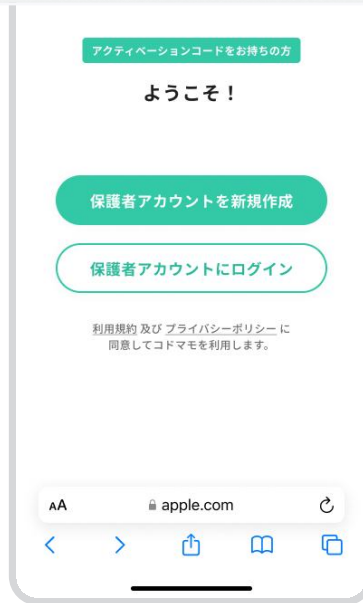 アクティベーションコードをお持ちの方
ようこそ！
保護者アカウントを新規作成
保護者アカウントにログイン
利用規約 及び プライバシーポリシー に
同意してコドマモを利用します。
AA apple.com